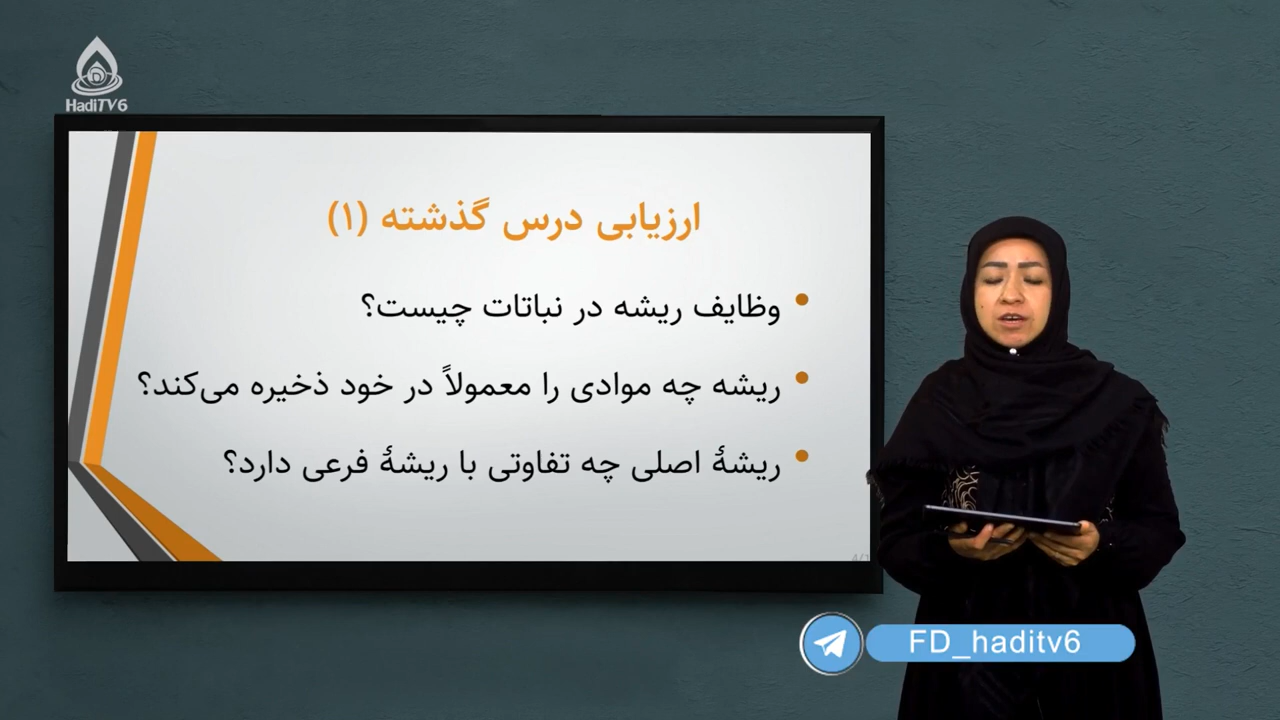 HadiTV6
ارزیابی درس گذشته (۱)
• وظایف ریشه در نباتات چیست؟
• ریشه چه موادی را معمولاً در خود ذخیره می‌کند؟
• ریشهٔ اصلی چه تفاوتی با ریشهٔ فرعی دارد؟
FD_haditv6